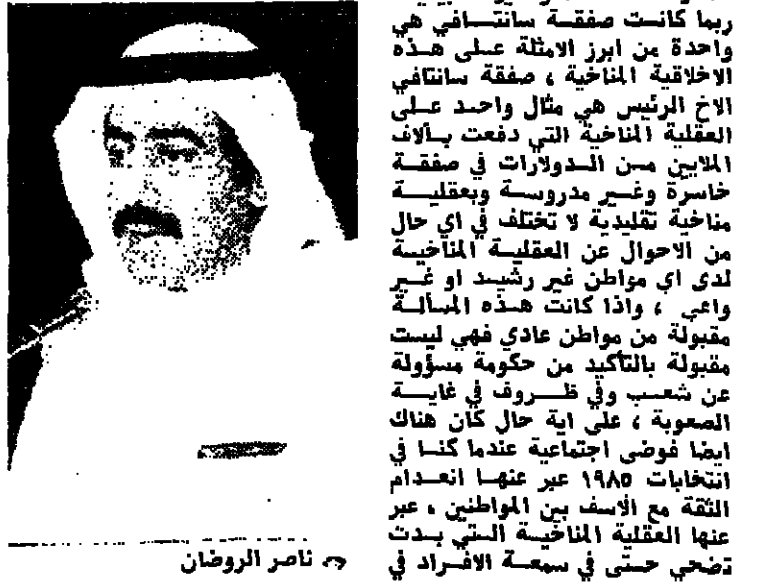 ربما كانت صفقة سانتافي هي
واحدة من ابرز الامثلة على هذه
الاخلاقية المناخية ، صفقة سانتافي
الاخ الرئيس هي مثال واحد على
العقلية المناخية التي دفعت بآلاف
الملايين من الدولارات في صفقة
خاسرة وغير مدروسة وبعقلية
مناخية تقليدية لا تختلف في اي حال
من الاحوال عن العقلية المناخية
لدى اي مواطن غير رشيد او غير
واعي ، واذا كانت هذه المسألة
مقبولة من مواطن عادي فهي ليست
مقبولة بالتأكيد من حكومة مسؤولة
عن شعب وفي ظروف في غاية
الصعوبة ، على اية حال كان هناك
ايضا فوضى اجتماعية عندما كنا في
انتخابات ١٩٨٥ عبر عنها انعدام
الثقة مع الاسف بين المواطنين ، عبر
عنها العقلية المناخية التي بدت
تضحي حتى في سمعة الافراد في
ناصر الروضان